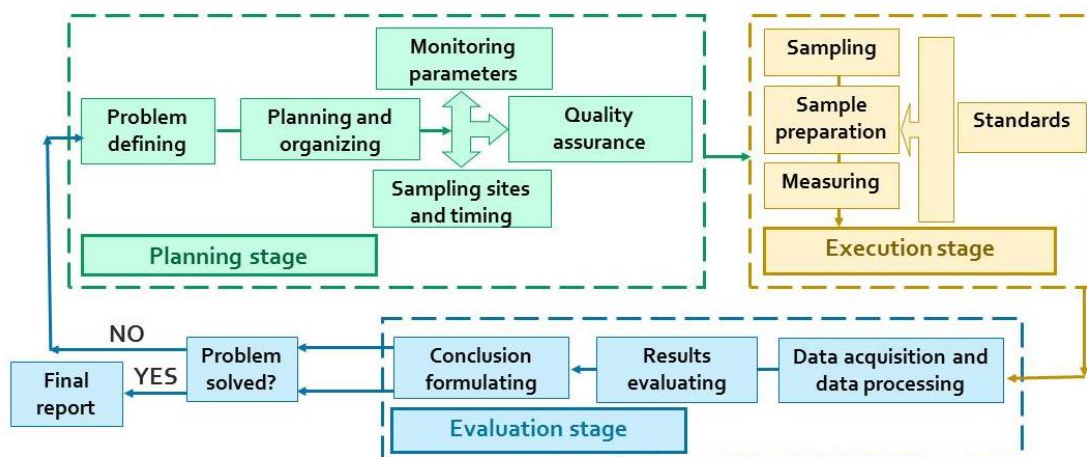 Problem
defining
Planning and
organizing
Monitoring
parameters
Quality
assurance
Sampling sites
and timing
Planning stage
Sampling
Sample
preparation
Measuring
Standards
Execution stage
Data acquisition and
data processing
Results
evaluating
Conclusion
formulating
Evaluation stage
Problem
solved?
NO
YES
Final
report